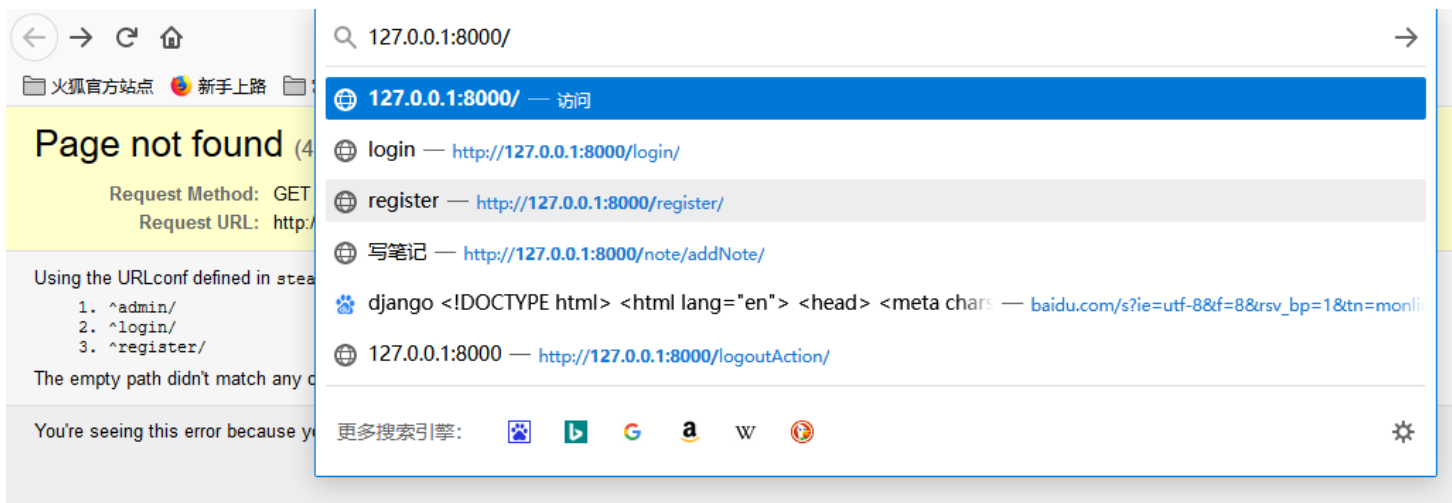 127.0.0.1:8000/
火狐官方站点 新手上路
127.0.0.1:8000/ — 访问
Page not found
login — http://127.0.0.1:8000/login/
Request Method: GET
register — http://127.0.0.1:8000/register/
Request URL: http:/
写笔记 — http://127.0.0.1:8000/note/addNote/
Using the URLconf defined in
1. ^admin/
django <!DOCTYPE html> <html lang="en"> <head> <meta chars — baidu.com/s?ie=utf-8&f=8&rsv_bp=1&tn=monli
2. ^login/
3. ^register/
127.0.0.1:8000 — http://127.0.0.1:8000/logoutAction/
The empty path didn't match any
You're seeing this error because
更多搜索引擎: